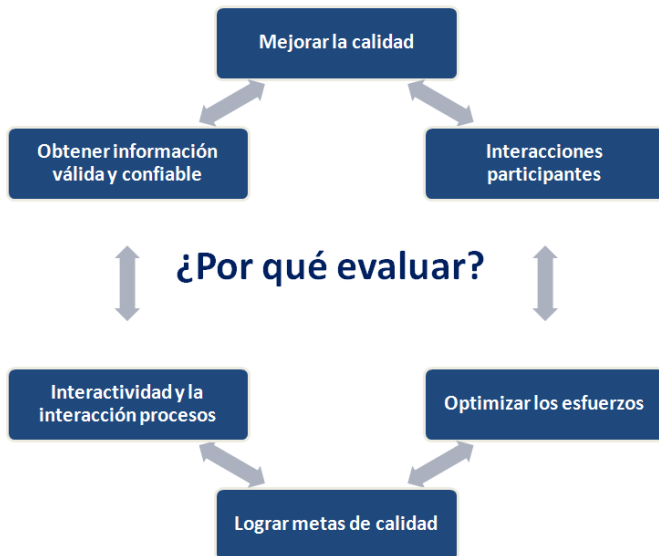 Mejorar la calidad
Obtener información
válida y confiable
Interacciones
participantes
¿Por qué evaluar?
Interactividad y la
interacción procesos
Optimizar los esfuerzos
Lograr metas de calidad